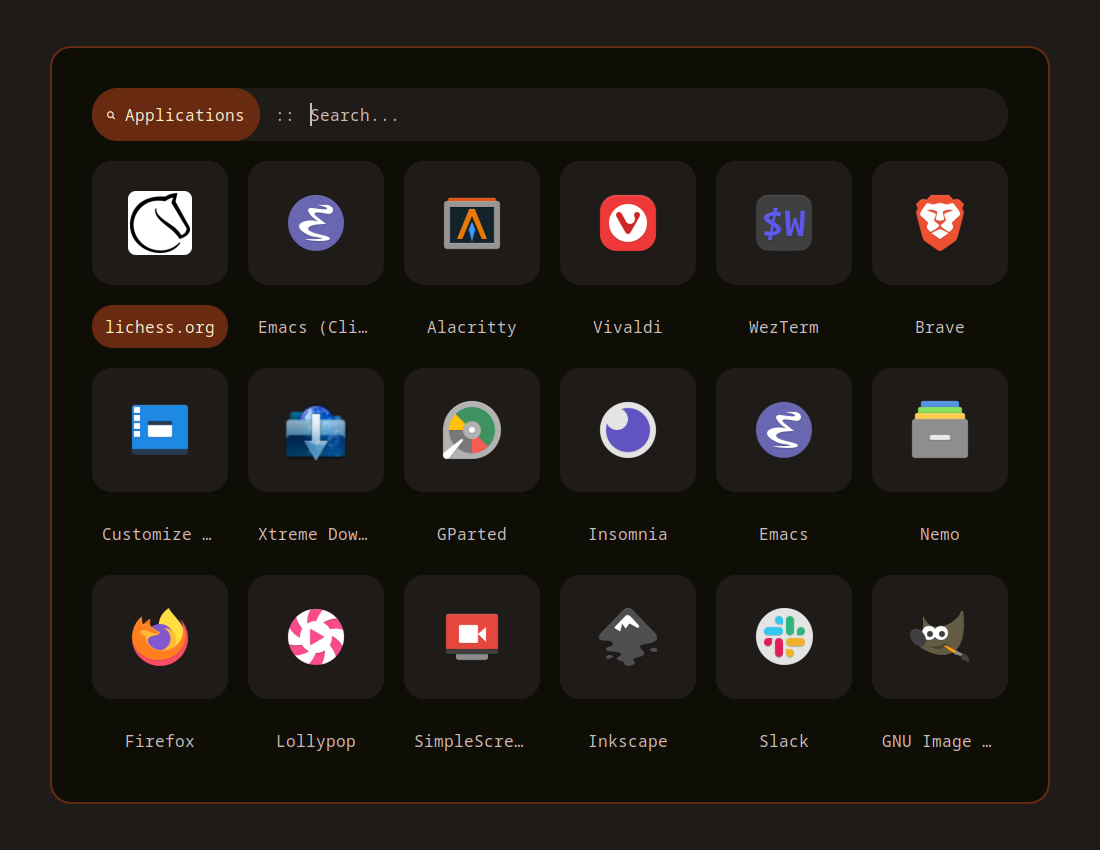 Applications :: Search...
$W
lichess.org Emacs (Cli… Alacritty Vivaldi WezTerm Brave
Customize … Xtreme Dow… GParted Insomnia Emacs Nemo
Firefox Lollypop SimpleScre… Inkscape Slack GNU Image …